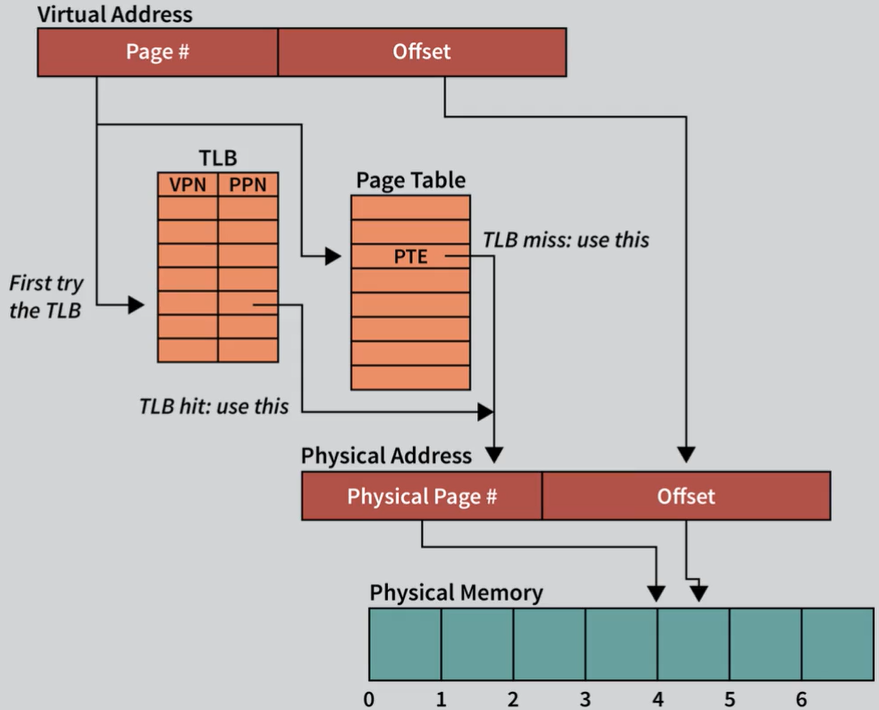 Virtual Address
Page #
Offset
TLB
VPN
PPN
Page Table
PTE
TLB miss: use this
First try
the TLB
TLB hit: use this
Physical Address
Physical Page #
Offset
Physical Memory
0
1
2
3
4
5
6